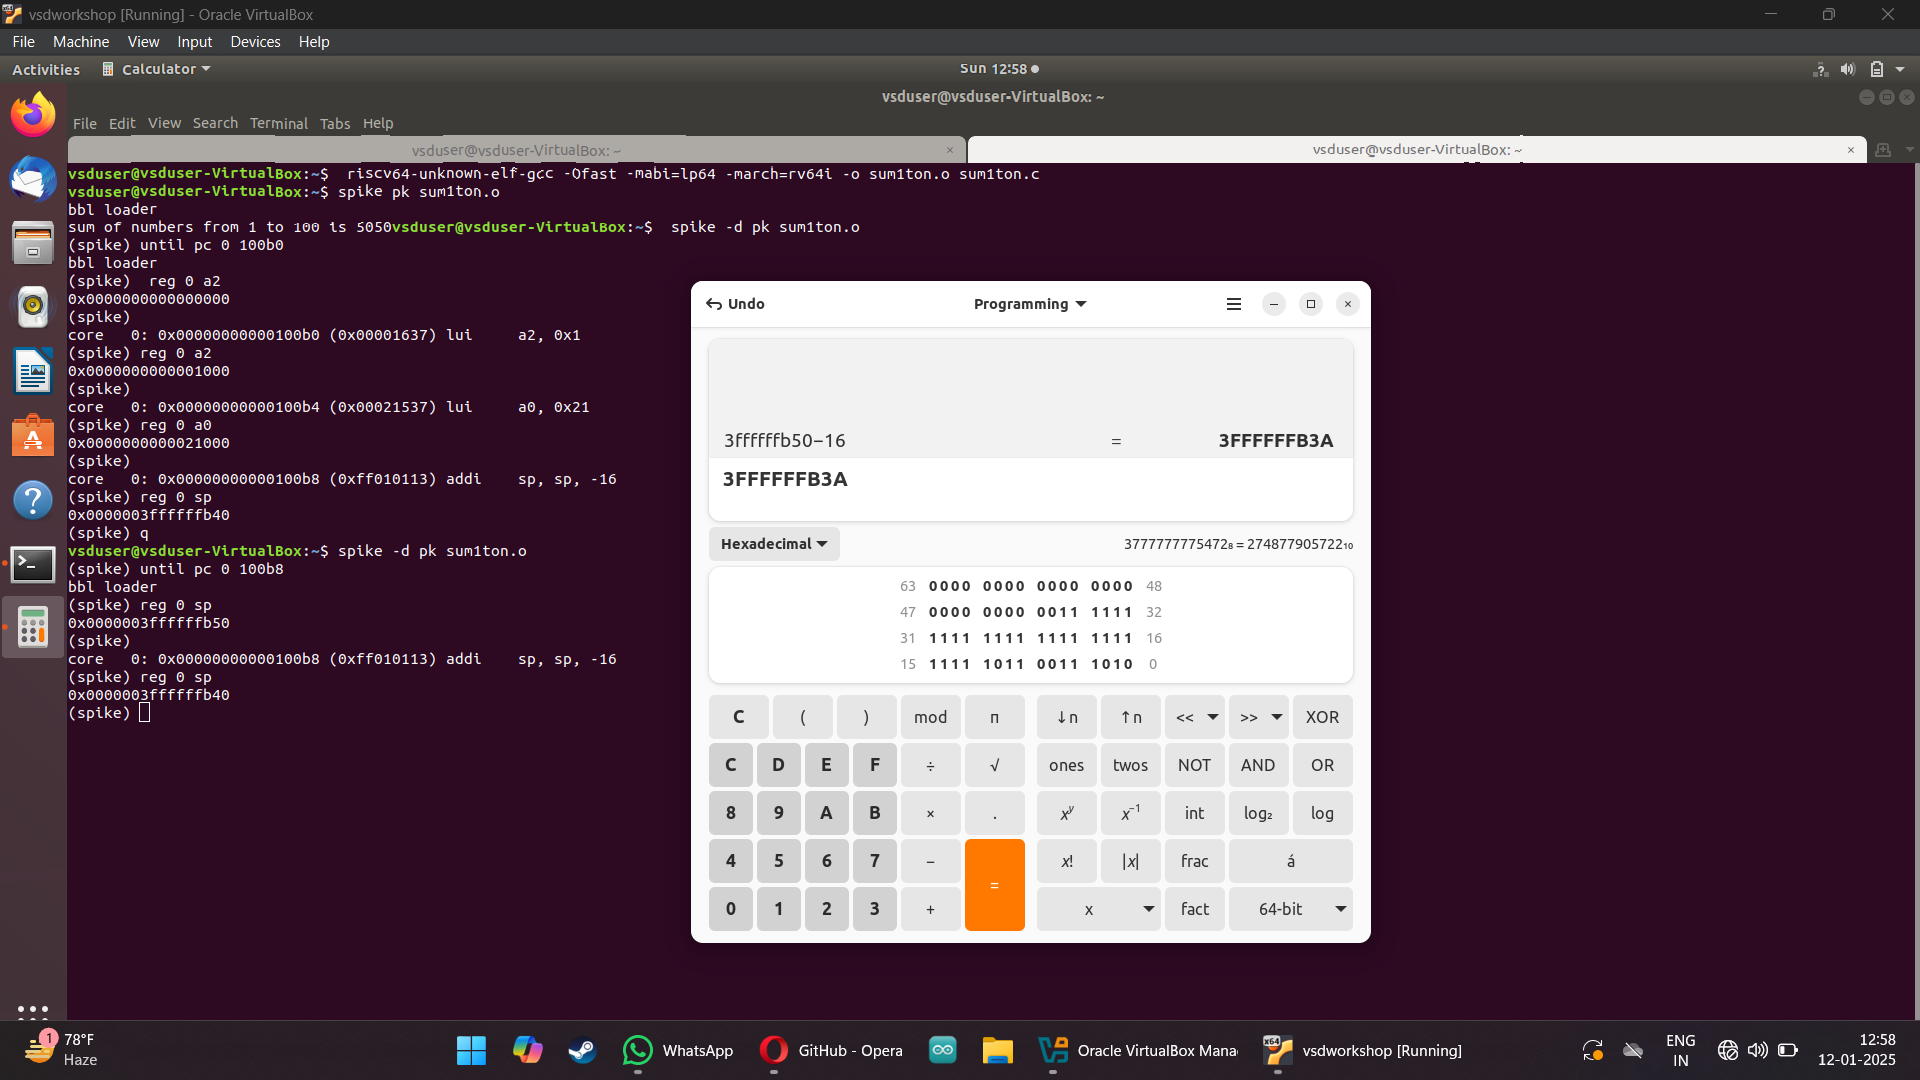 vsdworkshop [Running] - Oracle VirtualBox
File Machine View Input Devices Help
Activities Calculator Sun 12:58
vsduser@vsduser-VirtualBox: ~
File Edit View Search Terminal Tabs Help
vsduser@vsduser-VirtualBox: ~ × vsduser@vsduser-VirtualBox: ~ ×
vsduser@vsduser-VirtualBox:~$  riscv64-unknown-elf-gcc -Ofast -mabi=lp64 -march=rv64i -o sum1ton.o sum1ton.c
vsduser@vsduser-VirtualBox:~$ spike pk sum1ton.o
bbl loader
sum of numbers from 1 to 100 is 5050vsduser@vsduser-VirtualBox:~$  spike -d pk sum1ton.o
(spike) until pc 0 100b0
bbl loader
(spike)  reg 0 a2
0x0000000000000000
(spike)
core   0: 0x00000000000100b0 (0x00001637) lui     a2, 0x1
(spike) reg 0 a2
0x0000000000001000
(spike)
core   0: 0x00000000000100b4 (0x00021537) lui     a0, 0x21
(spike) reg 0 a0
0x0000000000021000
(spike)
core   0: 0x00000000000100b8 (0xff010113) addi    sp, sp, -16
(spike) reg 0 sp
0x0000003ffffffb40
(spike) q
vsduser@vsduser-VirtualBox:~$ spike -d pk sum1ton.o
(spike) until pc 0 100b8
bbl loader
(spike) reg 0 sp
0x0000003ffffffb50
(spike)
core   0: 0x00000000000100b8 (0xff010113) addi    sp, sp, -16
(spike) reg 0 sp
0x0000003ffffffb40
(spike)
Undo Programming
3ffffffb50−16 = 3FFFFFFB3A
3FFFFFFB3A
Hexadecimal 3777777775472₈ = 274877905722₁₀
63 0000 0000 0000 0000 48
47 0000 0000 0011 1111 32
31 1111 1111 1111 1111 16
15 1111 1011 0011 1010 0
C ( ) mod π ↓n ↑n << >> XOR
C D E F ÷ √ ones twos NOT AND OR
8 9 A B × . xʸ x⁻¹ int log₂ log
4 5 6 7 − = x! |x| frac á
0 1 2 3 + x fact 64-bit
1 78°F
Haze
WhatsApp GitHub - Opera Oracle VirtualBox Mana vsdworkshop [Running]
ENG
IN
12:58
12-01-2025